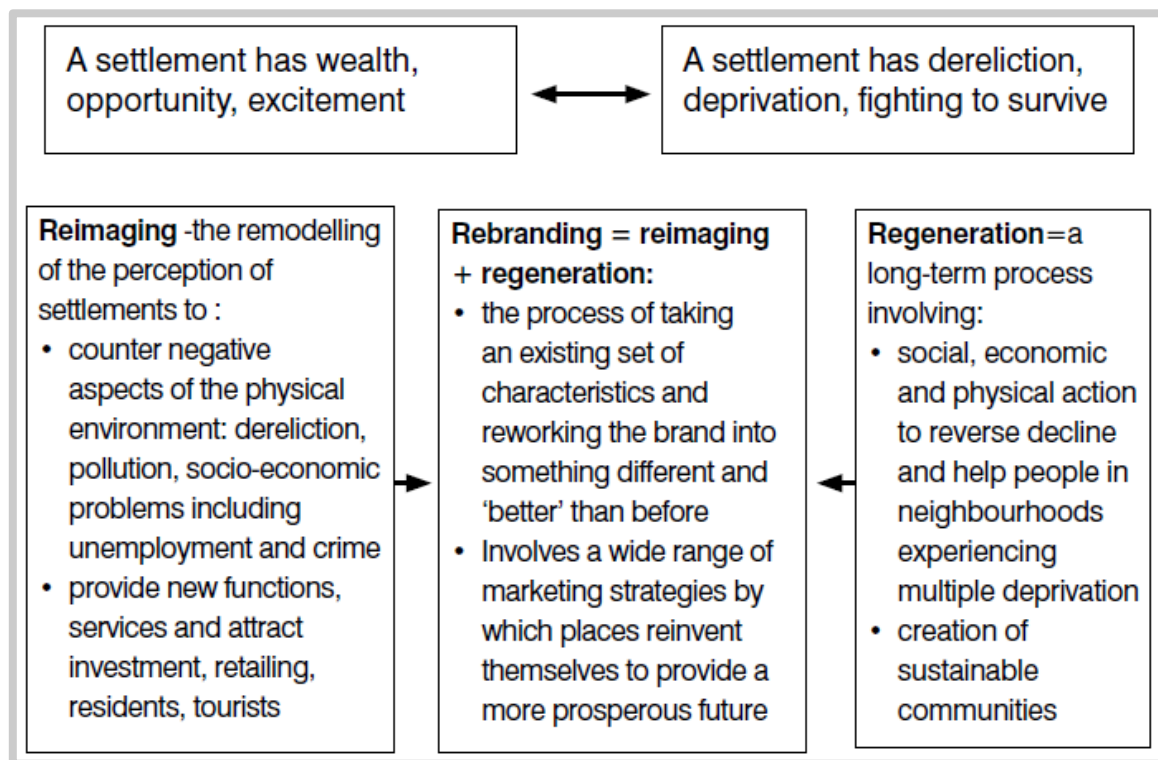 A settlement has wealth,
opportunity, excitement
A settlement has dereliction,
deprivation, fighting to survive
Reimaging -the remodelling
of the perception of
settlements to :
• counter negative
aspects of the physical
environment: dereliction,
pollution, socio-economic
problems including
unemployment and crime
• provide new functions,
services and attract
investment, retailing,
residents, tourists
Rebranding = reimaging
+ regeneration:
• the process of taking
an existing set of
characteristics and
reworking the brand into
something different and
‘better’ than before
• Involves a wide range of
marketing strategies by
which places reinvent
themselves to provide a
more prosperous future
Regeneration=a
long-term process
involving:
• social, economic
and physical action
to reverse decline
and help people in
neighbourhoods
experiencing
multiple deprivation
• creation of
sustainable
communities